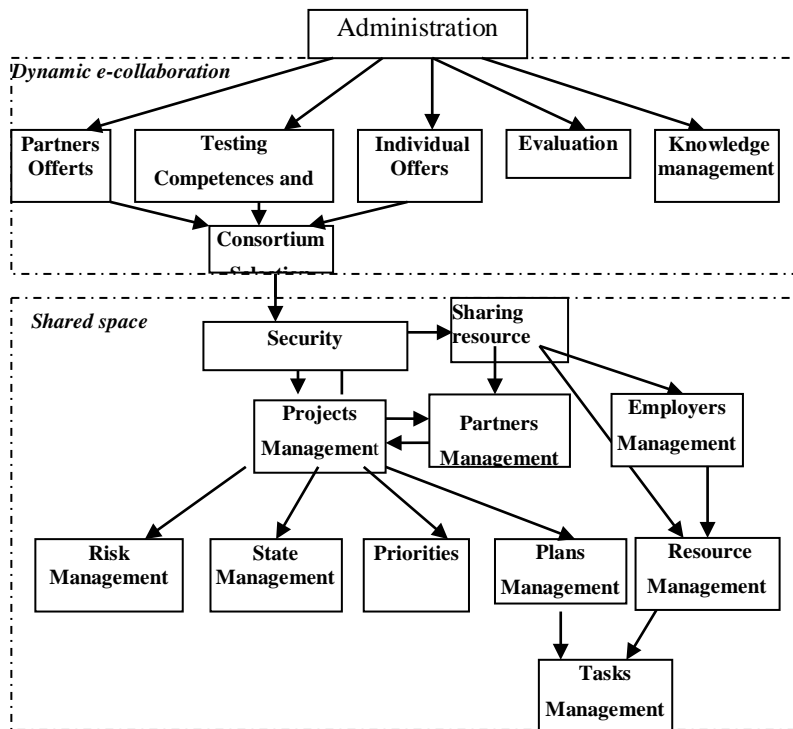 Administration
Dynamic e-collaboration
Partners
Offerts
Testing
Competences and
Individual
Offers
Evaluation
Knowledge
management
Consortium
Selection
Shared space
Security
Sharing
resource
Projects
Management
Partners
Management
Employers
Management
Risk
Management
State
Management
Priorities
Plans
Management
Resource
Management
Tasks
Management